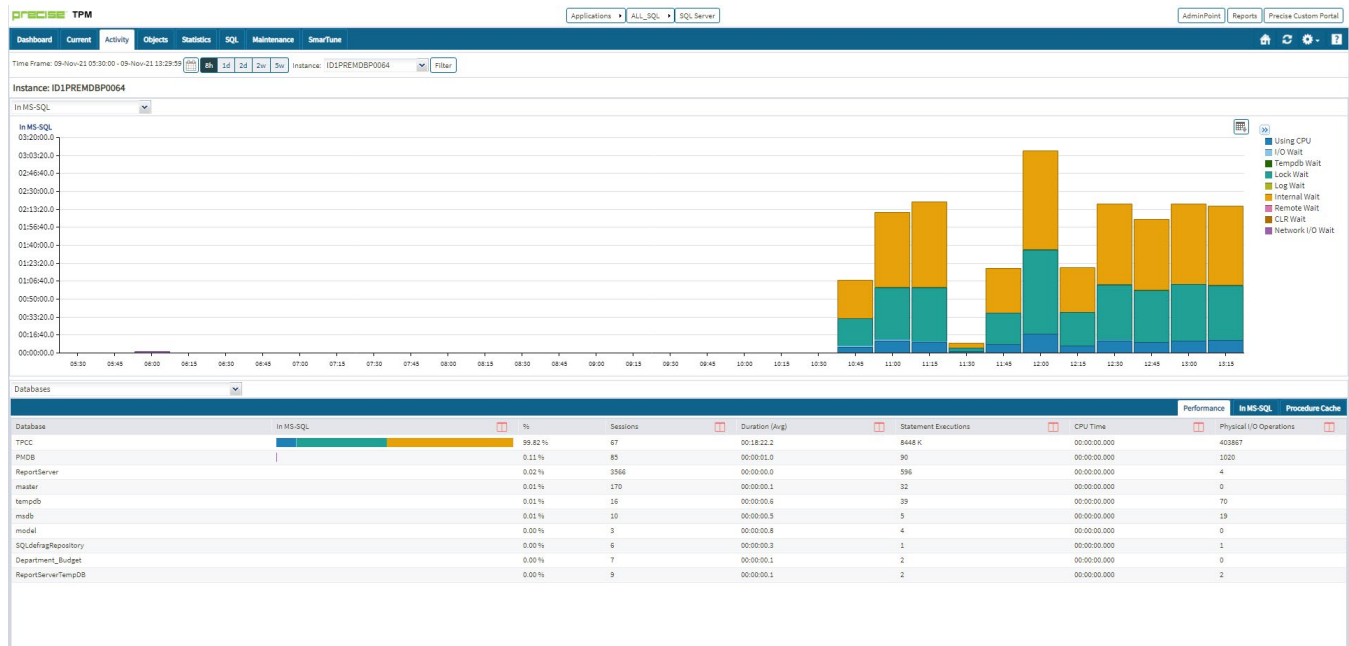 precise TPM
Applications ALL_SQL SQL Server
AdminPoint Reports Precise Custom Portal
Dashboard Current Activity Objects Statistics SQL Maintenance SmarTune
Time Frame: 09-Nov-21 05:30:00 - 09-Nov-21 13:29:59 8h 1d 2d 2w 5w Instance: ID1PREMDBP0064 Filter
Instance: ID1PREMDBP0064
In MS-SQL
In MS-SQL
03:20:00.0
03:03:20.0
02:46:40.0
02:30:00.0
02:13:20.0
01:56:40.0
01:40:00.0
01:23:20.0
01:06:40.0
00:50:00.0
00:33:20.0
00:16:40.0
00:00:00.0
05:30 05:45 06:00 06:15 06:30 06:45 07:00 07:15 07:30 07:45 08:00 08:15 08:30 08:45 09:00 09:15 09:30 09:45 10:00 10:15 10:30 10:45 11:00 11:15 11:30 11:45 12:00 12:15 12:30 12:45 13:00 13:15
Using CPU
I/O Wait
Tempdb Wait
Lock Wait
Log Wait
Internal Wait
Remote Wait
CLR Wait
Network I/O Wait
Databases
Performance In MS-SQL Procedure Cache
Database In MS-SQL % Sessions Duration (Avg) Statement Executions CPU Time Physical I/O Operations
TPCC 99.82 % 67 00:18:22.2 8448 K 00:00:00.000 403867
PMDB 0.11 % 85 00:00:01.0 90 00:00:00.000 1020
ReportServer 0.02 % 3566 00:00:00.0 596 00:00:00.000 4
master 0.01 % 170 00:00:00.1 32 00:00:00.000 0
tempdb 0.01 % 16 00:00:00.6 39 00:00:00.000 70
msdb 0.01 % 10 00:00:00.5 5 00:00:00.000 19
model 0.00 % 3 00:00:00.8 4 00:00:00.000 0
SQLdefragRepository 0.00 % 6 00:00:00.3 1 00:00:00.000 1
Department_Budget 0.00 % 7 00:00:00.1 2 00:00:00.000 0
ReportServerTempDB 0.00 % 9 00:00:00.1 2 00:00:00.000 2